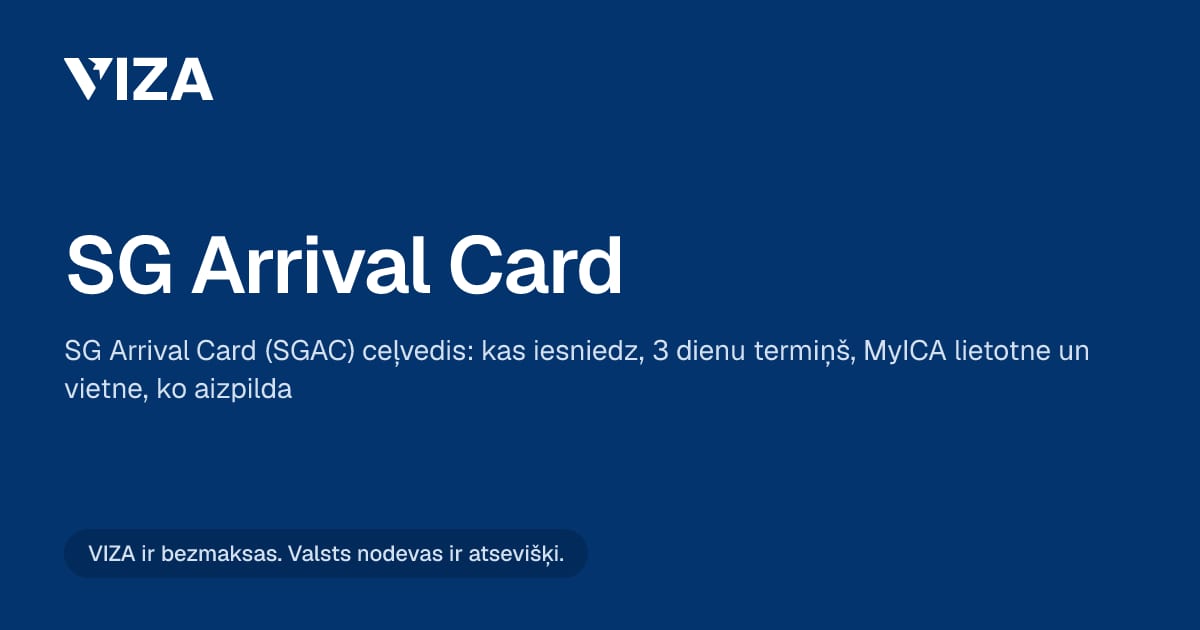 VIZA
SG Arrival Card
SG Arrival Card (SGAC) ceļvedis: kas iesniedz, 3 dienu termiņš, MyICA lietotne un
vietne, ko aizpilda
VIZA ir bezmaksas. Valsts nodevas ir atsevišķi.